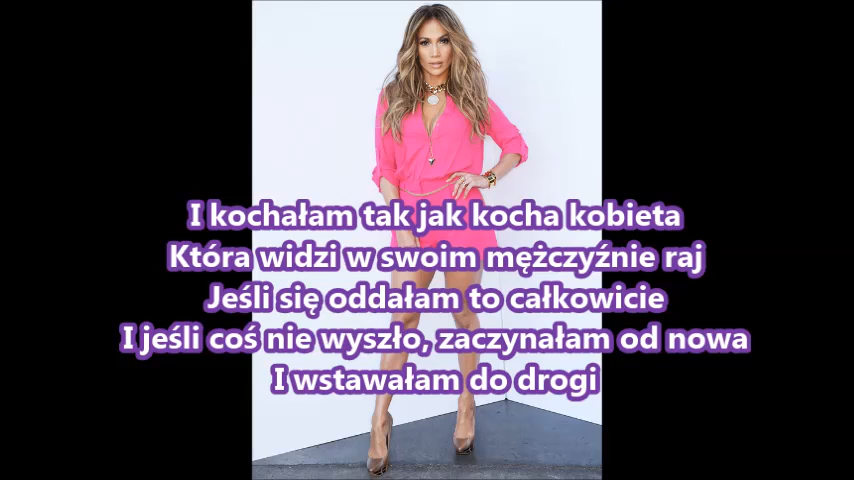 I kochałam tak jak kocha kobieta
Która widzi w swoim mężczyźnie raj
Jeśli się oddałam to całkowicie
I jeśli coś nie wyszło, zaczynałam od nowa
I wstawałam do drogi